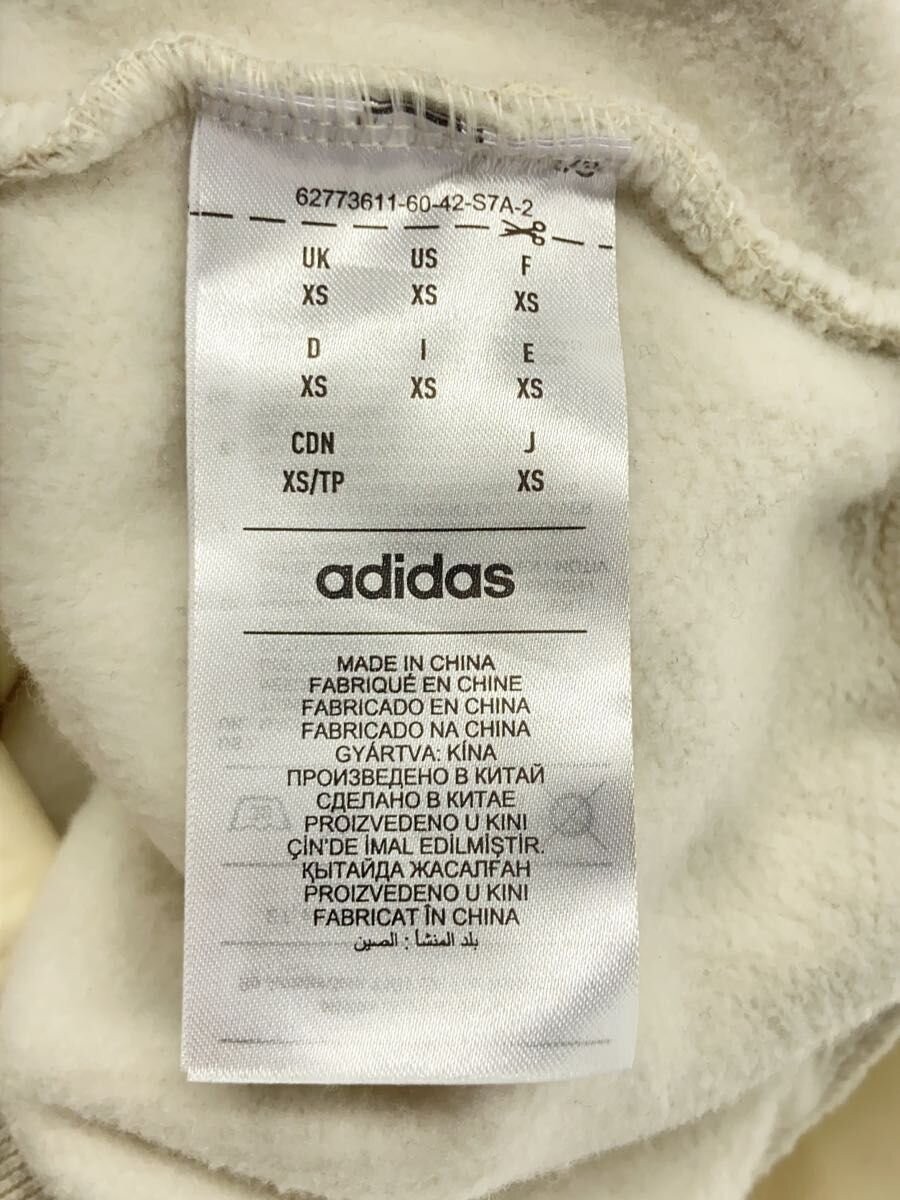 62773611-60-42-S7A-2
UK US F
XS XS XS
D I E
XS XS XS
CDN J
XS/TP XS
adidas
MADE IN CHINA
FABRIQUÉ EN CHINE
FABRICADO EN CHINA
FABRICADO NA CHINA
GYÁRTVA: KÍNA
ПРОИЗВЕДЕНО В КИТАЙ
СДЕЛАНО В КИТАЕ
PROIZVEDENO U KINI
ÇİN'DE İMAL EDİLMİŞTİR.
ҚЫТАЙДА ЖАСАЛҒАН
PROIZVEDENO U KINI
FABRICAT ÎN CHINA
بلد المنشأ : الصين